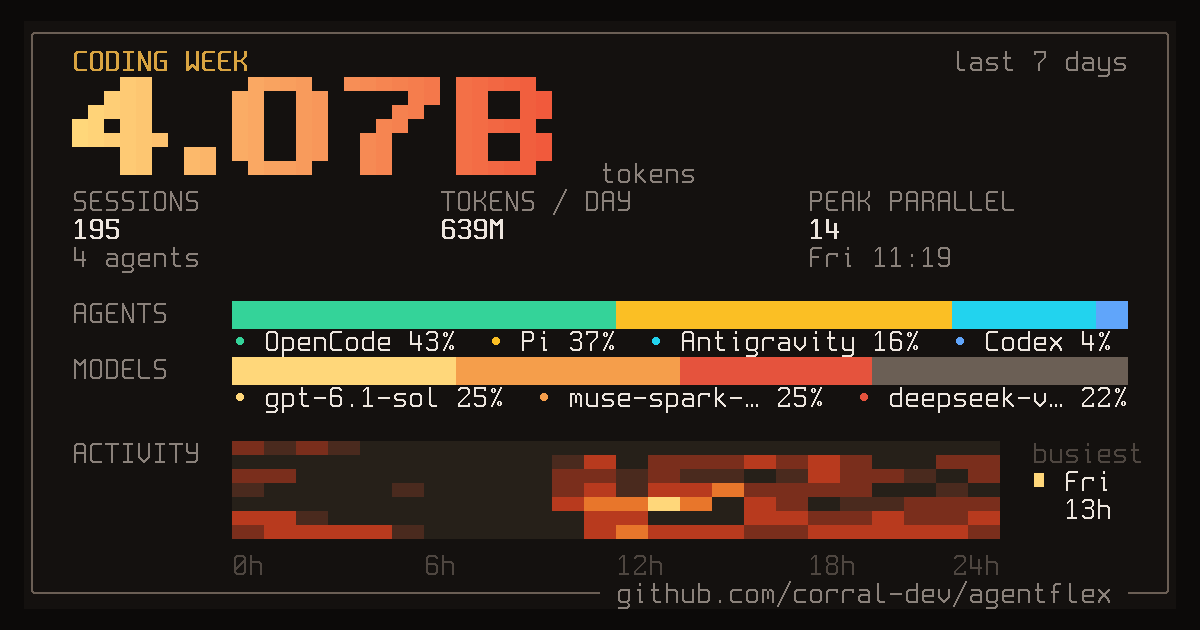 CODING WEEK last 7 days
4.07B tokens
SESSIONS TOKENS / DAY PEAK PARALLEL
195 639M 14
4 agents Fri 11:19
AGENTS
• OpenCode 43% • Pi 37% • Antigravity 16% • Codex 4%
MODELS
• gpt-6.1-sol 25% • muse-spark-… 25% • deepseek-v… 22%
ACTIVITY busiest
Fri
13h
0h 6h 12h 18h 24h
github.com/corral-dev/agentflex